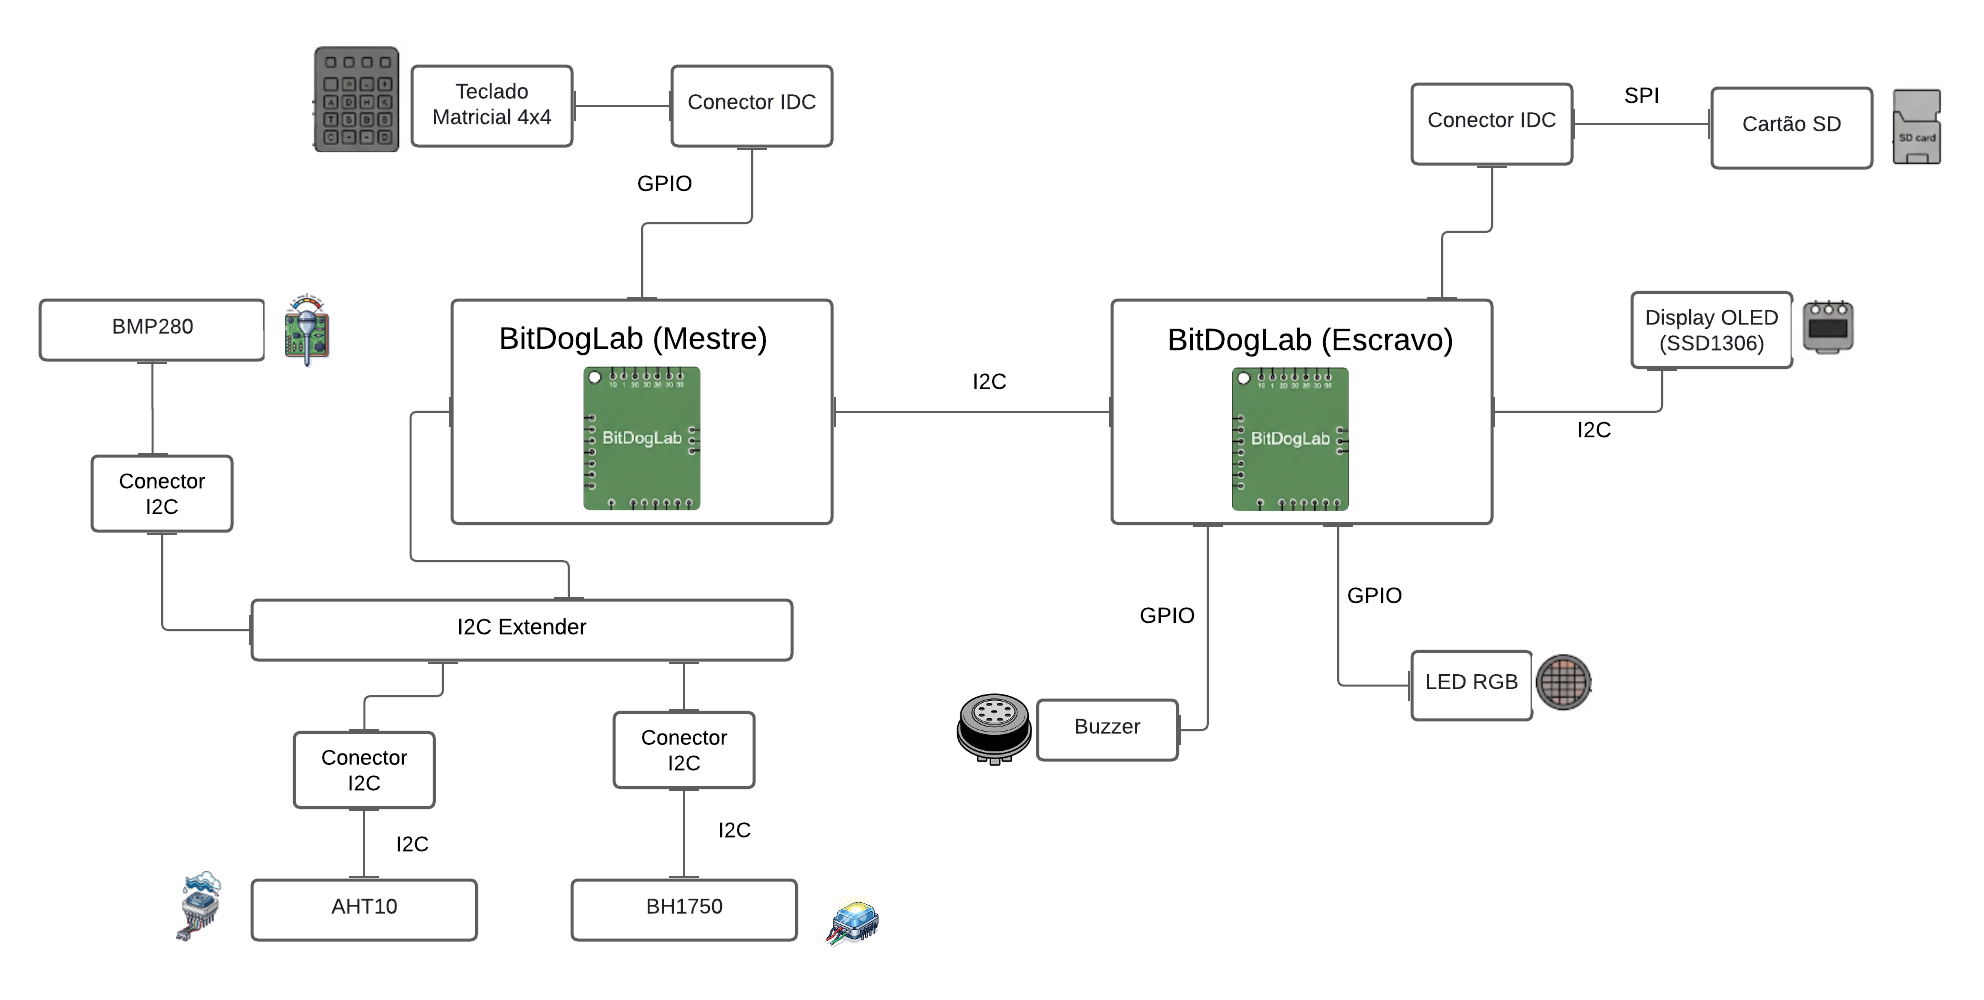 Teclado
Matricial 4x4
Conector IDC
GPIO
Conector IDC
SPI
Cartão SD
SD card
BMP280
BitDogLab (Mestre)
BitDogLab
I2C
BitDogLab (Escravo)
BitDogLab
Display OLED
(SSD1306)
I2C
Conector
I2C
I2C Extender
GPIO
GPIO
LED RGB
Buzzer
Conector
I2C
Conector
I2C
I2C
I2C
AHT10
BH1750